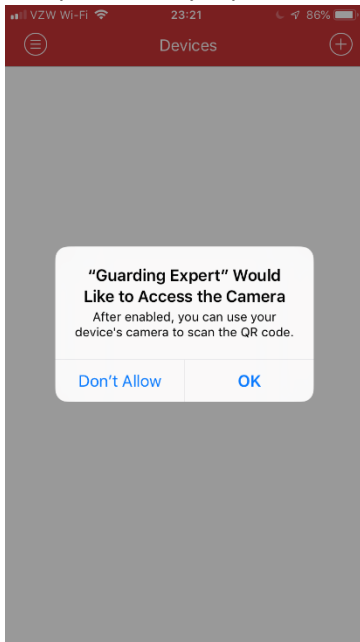 VZW Wi-Fi 23:21 86%
Devices
“Guarding Expert” Would
Like to Access the Camera
After enabled, you can use your
device's camera to scan the QR code.
Don’t Allow OK